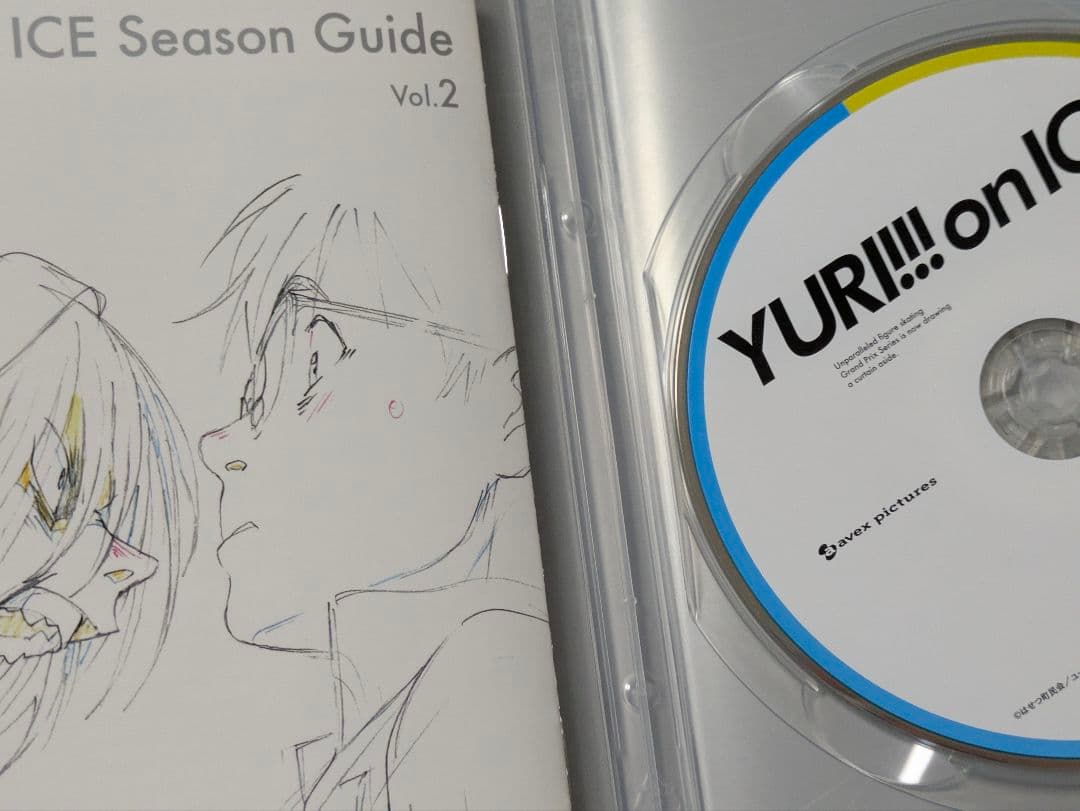 ICE Season Guide
Vol.2
YURI!!! on IC
Unparalleled figure skating
Grand Prix Series is now drawing
a curtain aside.
avex pictures
©はせつ町民会/ユー